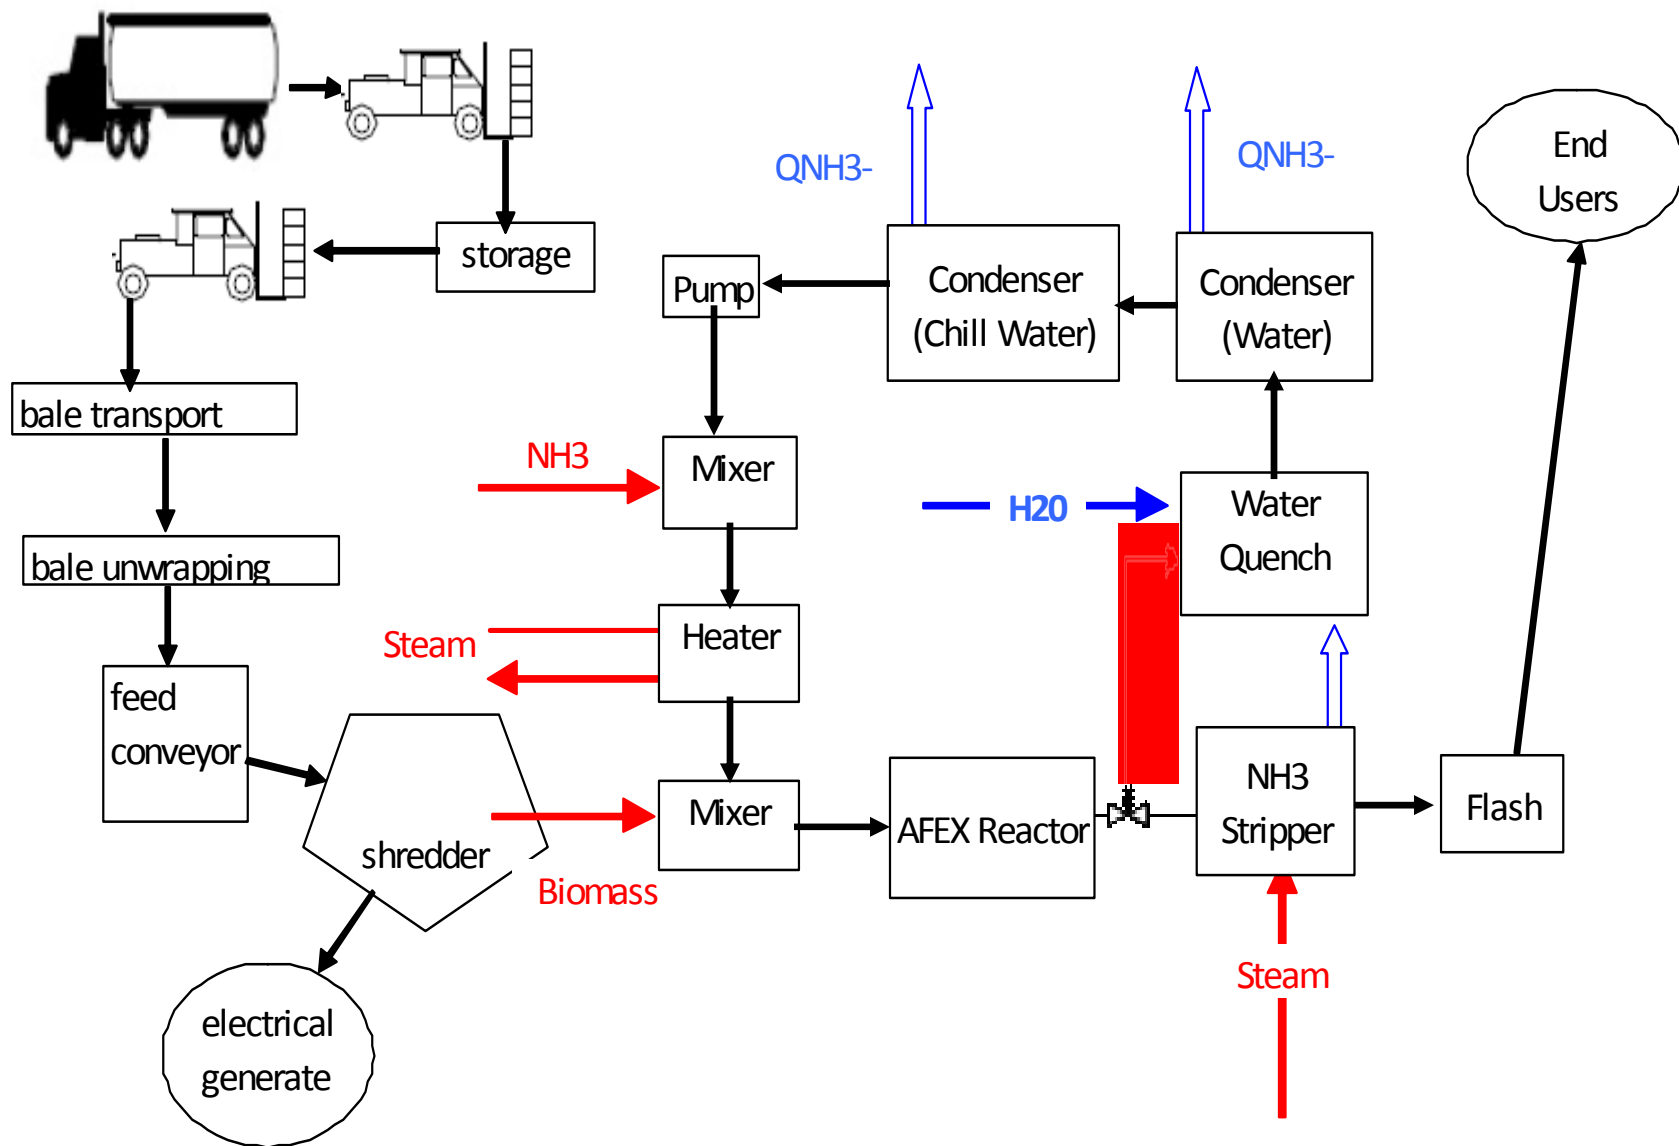 QNH3-
QNH3-
End
Users
storage
Pump
Condenser
(Chill Water)
Condenser
(Water)
bale transport
NH3
Mixer
H20
Water
Quench
bale unwrapping
Steam
Heater
feed
conveyor
shredder
Biomass
Mixer
AFEX Reactor
NH3
Stripper
Flash
Steam
electrical
generate